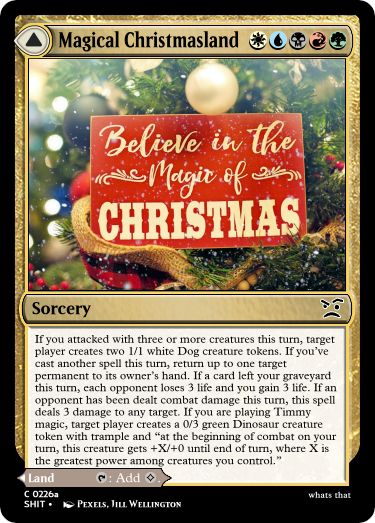 Magical Christmasland
Believe in the
Magic of
CHRISTMAS
Sorcery
If you attacked with three or more creatures this turn, target
player creates two 1/1 white Dog creature tokens. If you've
cast another spell this turn, return up to one target
permanent to its owner's hand. If a card left your graveyard
this turn, each opponent loses 3 life and you gain 3 life. If an
opponent has been dealt combat damage this turn, this spell
deals 3 damage to any target. If you are playing Timmy
magic, target player creates a 0/3 green Dinosaur creature
token with trample and “at the beginning of combat on your
turn, this creature gets +X/+0 until end of turn, where X is
the greatest power among creatures you control.”
Land : Add .
C 0226a
whats that
SHIT • PEXELS, JILL WELLINGTON